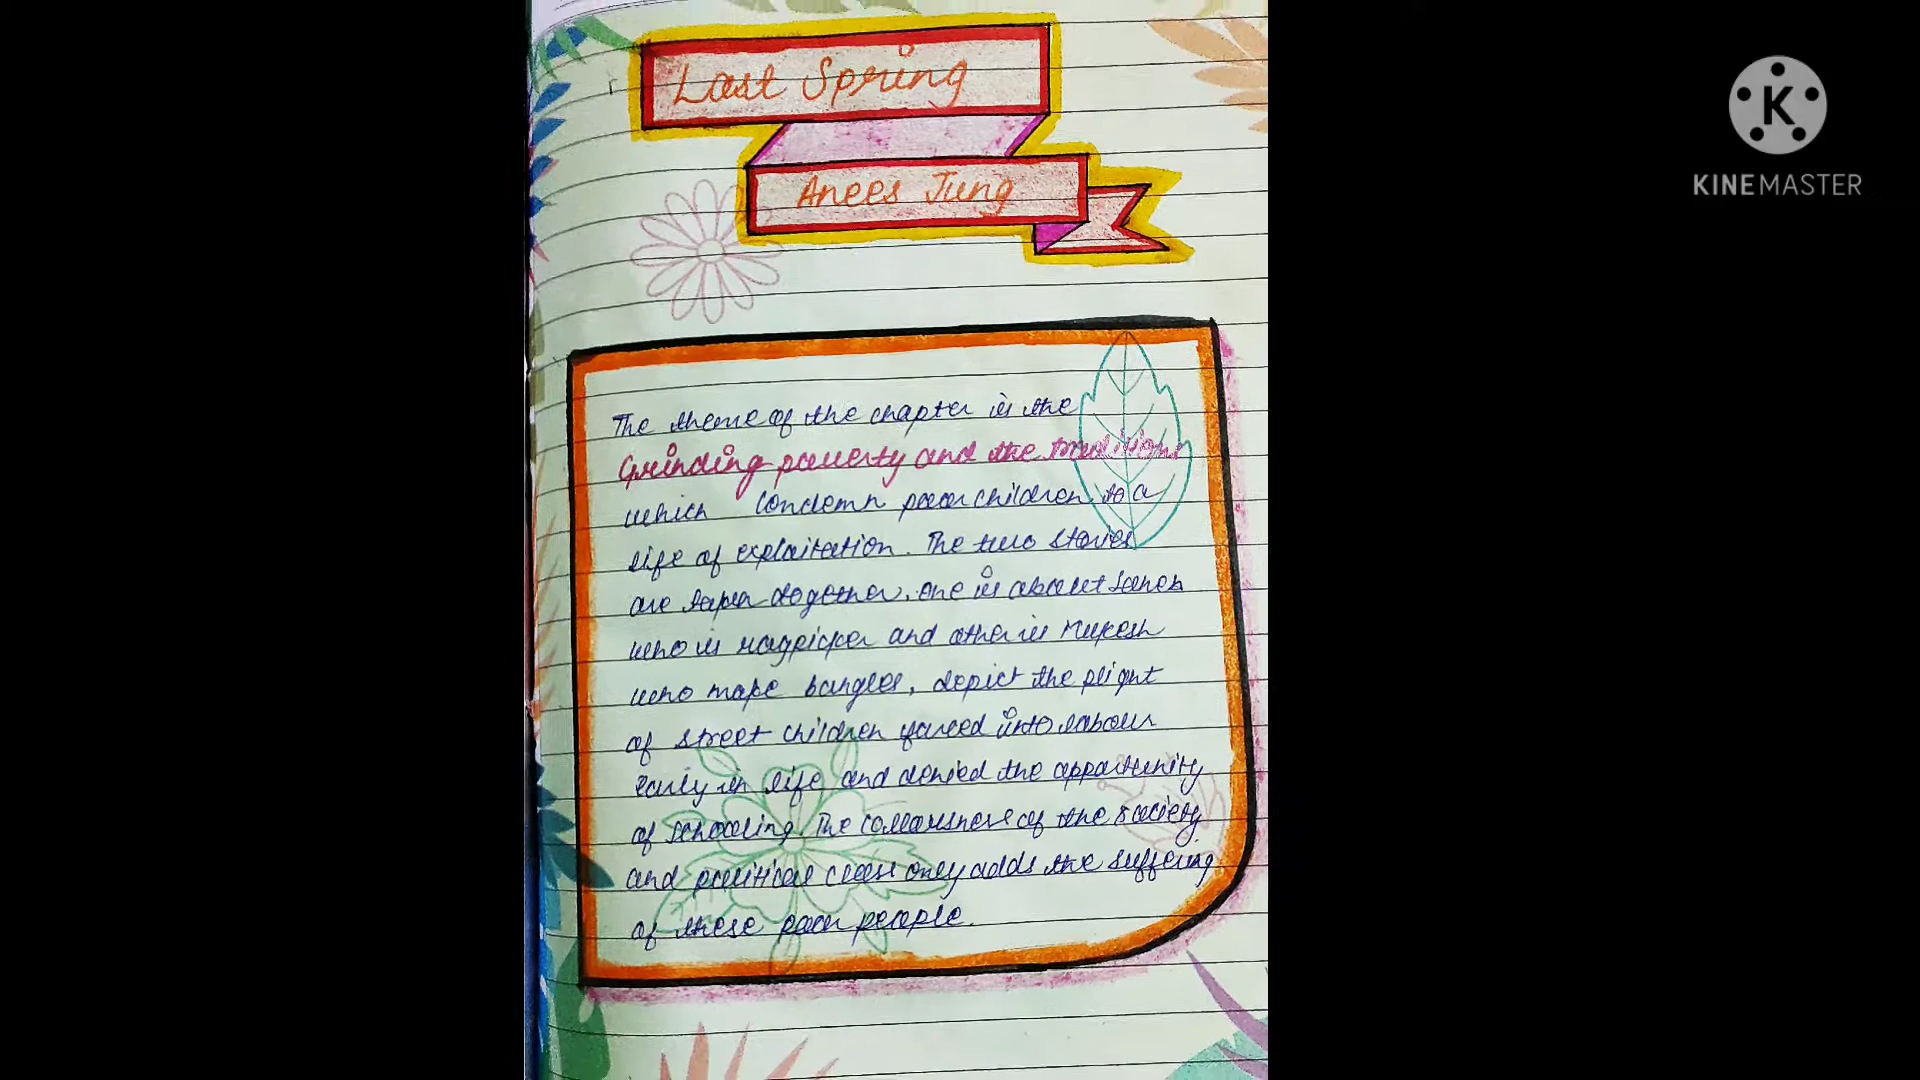 Last Spring
Anees Jung
The theme of the chapter is the
Grinding poverty and the traditions
which condemn poor children to a
life of exploitation. The two stories
are together. one is about Saheb
who is ragpicker and other is Mukesh
who make bangles, depict the plight
of street children forced into labour
early in life and denied the opportunity
of schooling. The callousness of the society
and political class only adds the suffering
of these poor people.
K
KINEMASTER